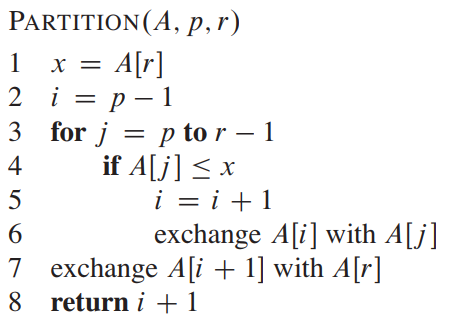 PARTITION(A, p, r)
1 x = A[r]
2 i = p − 1
3 for j = p to r − 1
4 if A[j] ≤ x
5 i = i + 1
6 exchange A[i] with A[j]
7 exchange A[i + 1] with A[r]
8 return i + 1